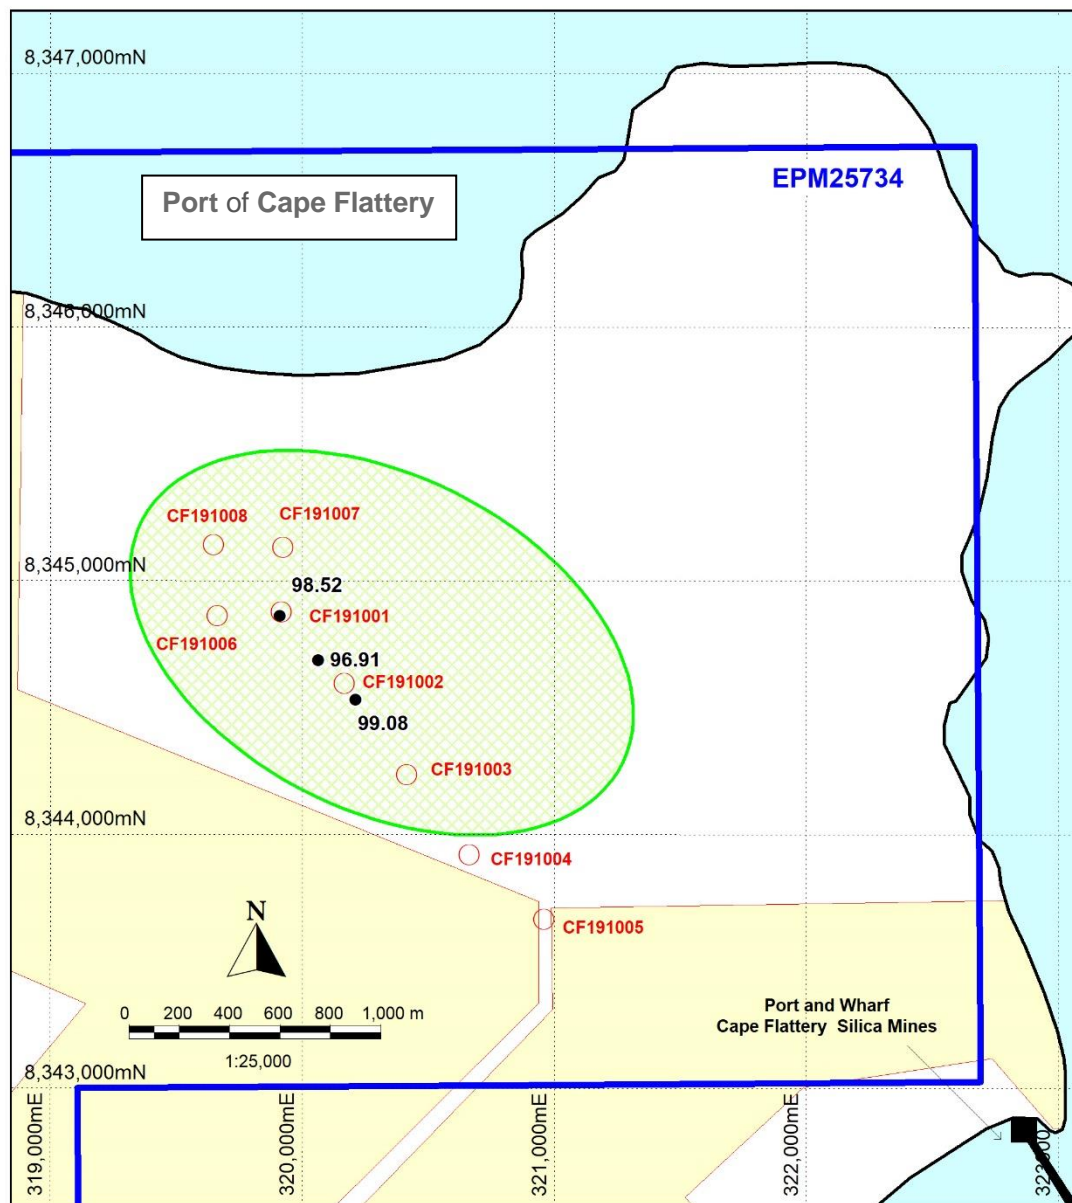 8,347,000mN
EPM25734
Port of Cape Flattery
8,346,000mN
CF191008
CF191007
8,345,000mN
98.52
CF191001
CF191006
96.91
CF191002
99.08
CF191003
8,344,000mN
CF191004
CF191005
N
0 200 400 600 800 1,000 m
1:25,000
Port and Wharf
Cape Flattery Silica Mines
8,343,000mN
319,000mE
320,000mE
321,000mE
322,000mE